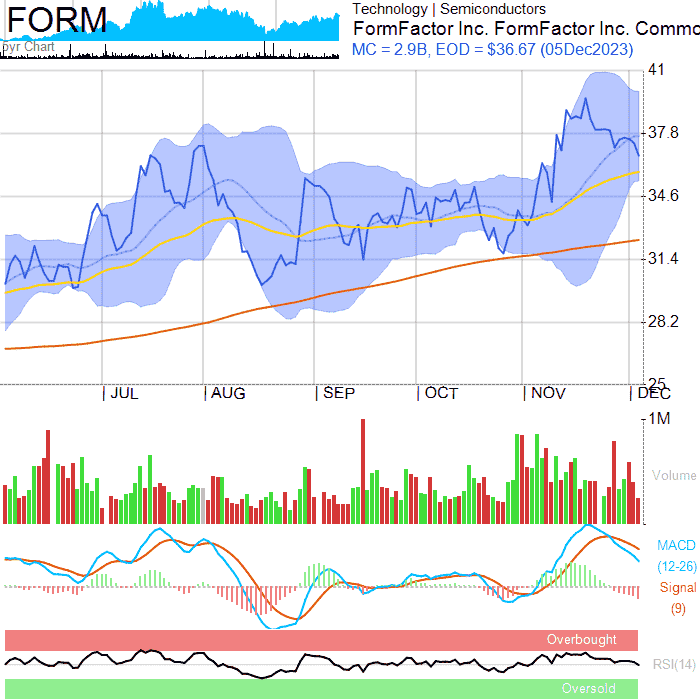 FORM
pyr Chart
Technology | Semiconductors
FormFactor Inc. FormFactor Inc. Commo
MC = 2.9B, EOD = $36.67 (05Dec2023)
41
37.8
34.6
31.4
28.2
25
JUL
AUG
SEP
OCT
NOV
DEC
1M
Volume
MACD
(12-26)
Signal
(9)
Overbought
RSI(14)
Oversold